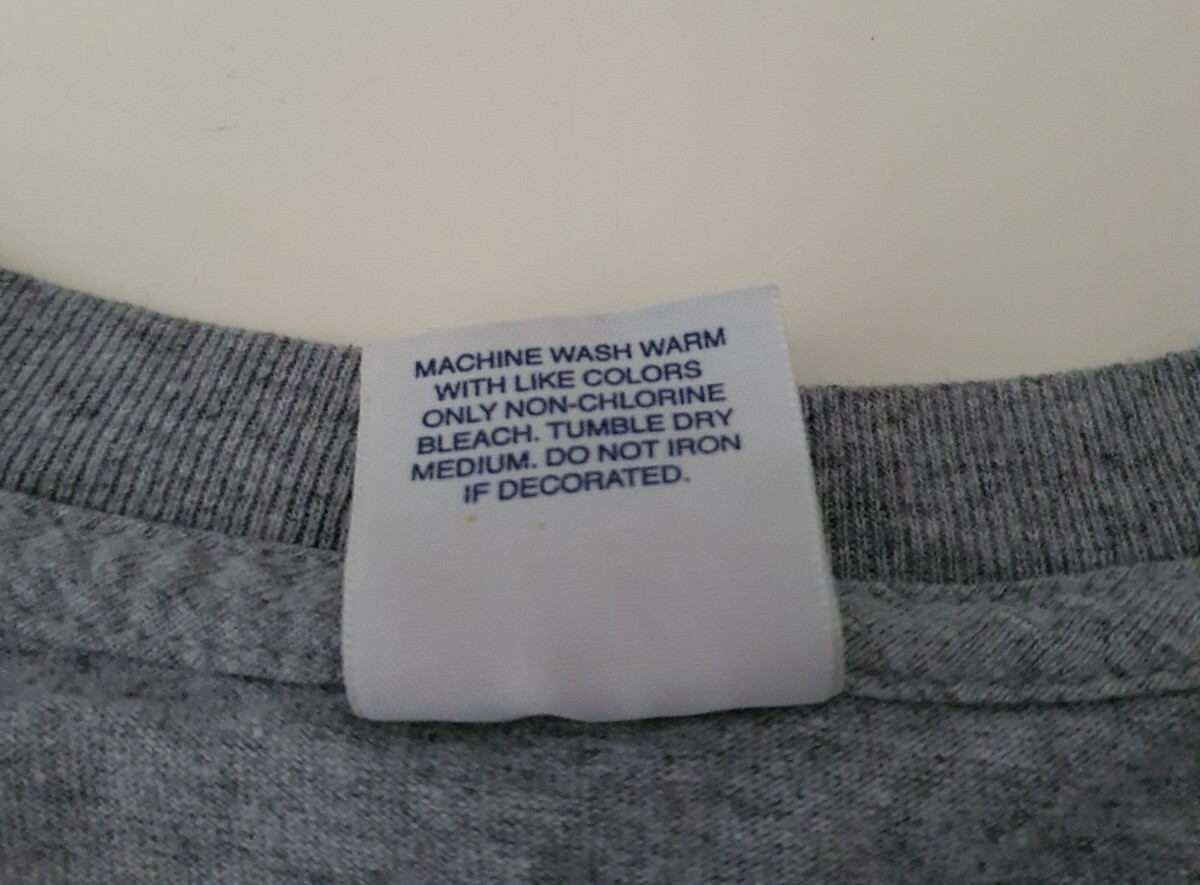 MACHINE WASH WARM
WITH LIKE COLORS
ONLY NON-CHLORINE
BLEACH. TUMBLE DRY
MEDIUM. DO NOT IRON
IF DECORATED.